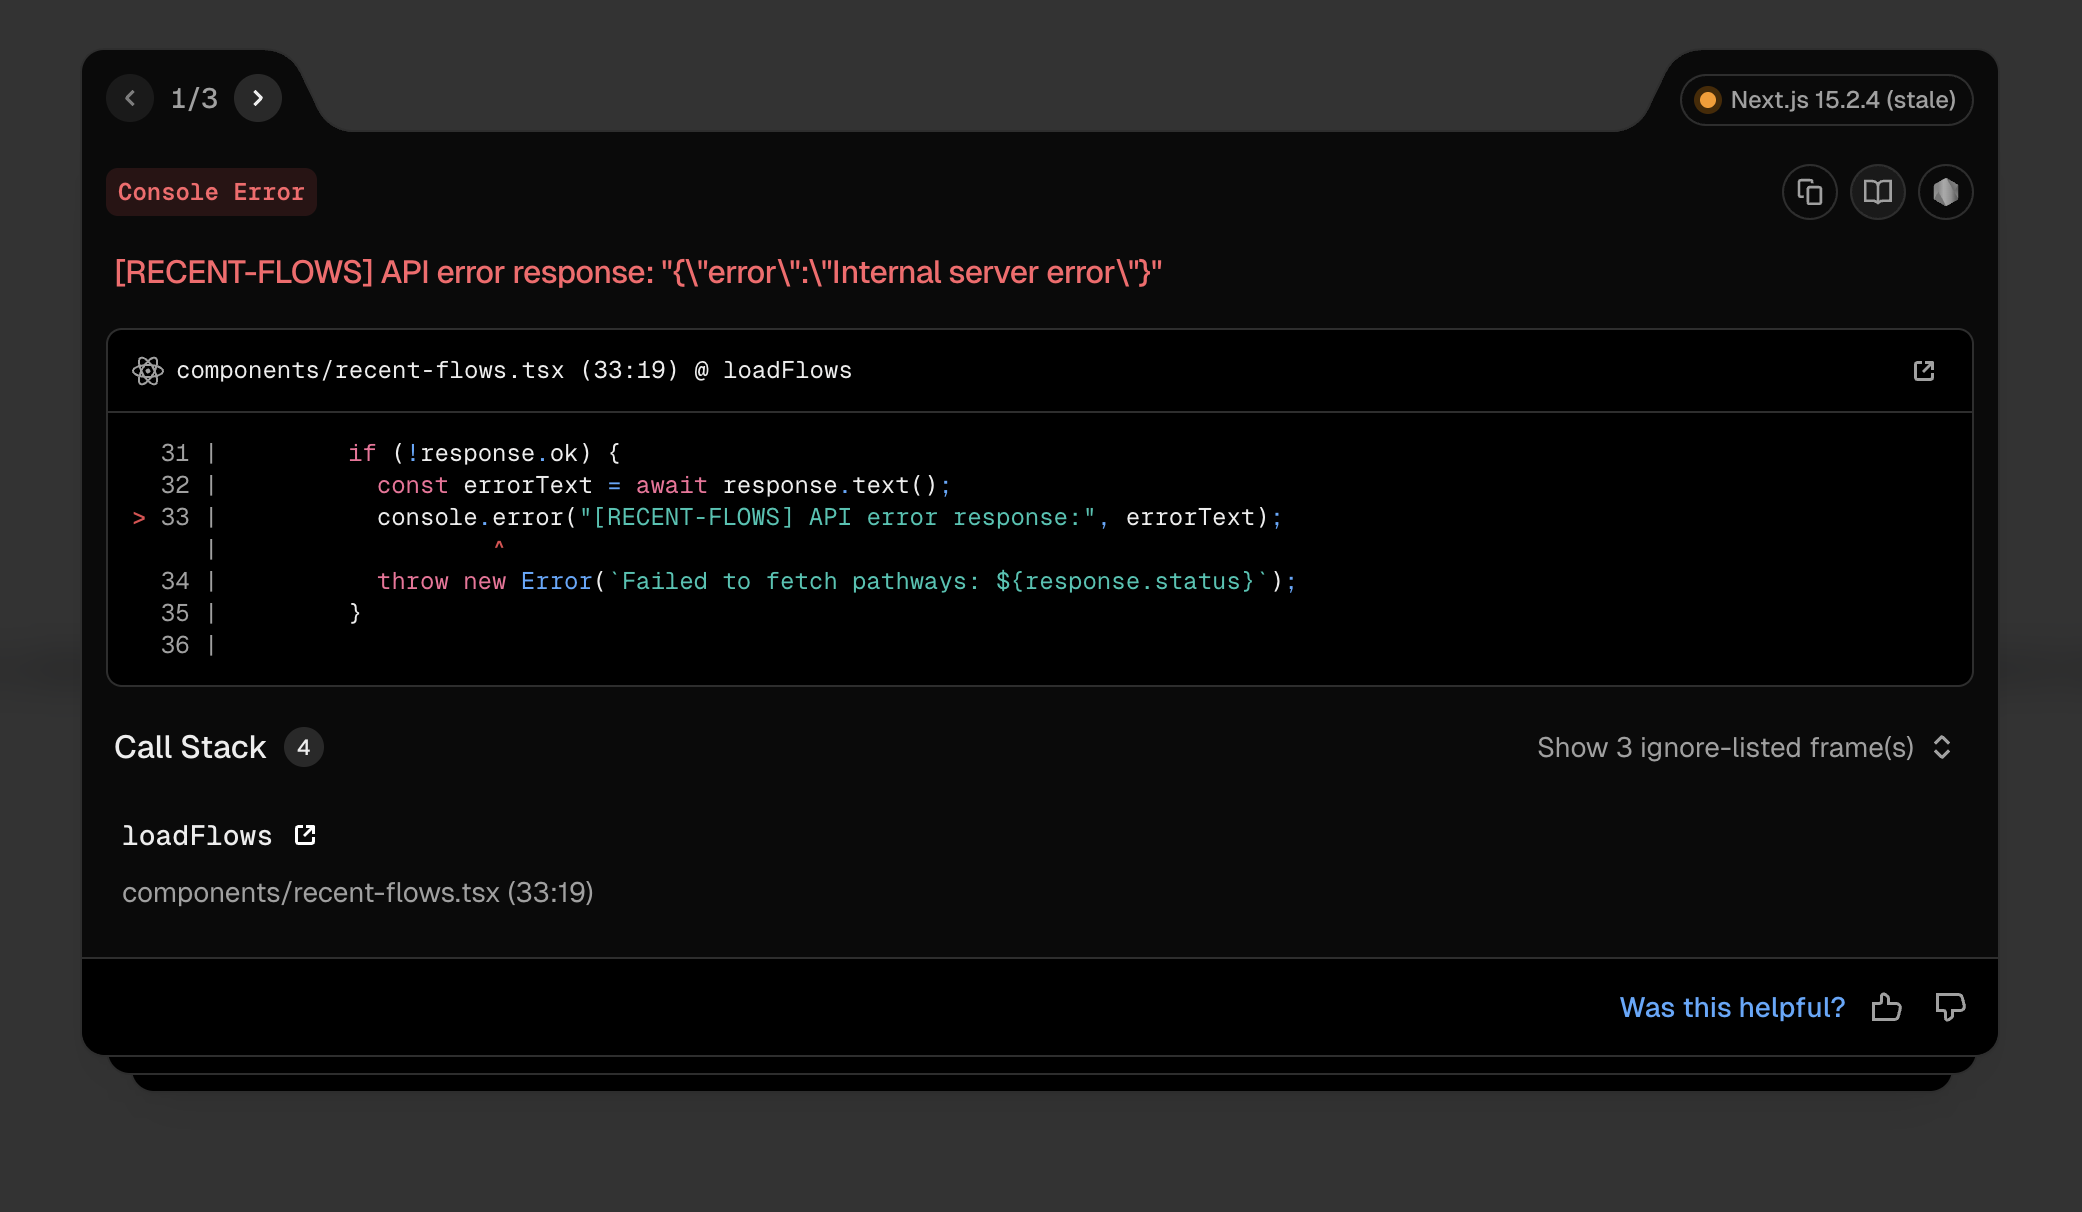 1/3
Next.js 15.2.4 (stale)
Console Error
[RECENT-FLOWS] API error response: "{\"error\":\"Internal server error\"}"
components/recent-flows.tsx (33:19) @ loadFlows
31 |         if (!response.ok) {
32 |           const errorText = await response.text();
> 33 |           console.error("[RECENT-FLOWS] API error response:", errorText);
|                   ^
34 |           throw new Error(`Failed to fetch pathways: ${response.status}`);
35 |         }
36 |
Call Stack 4
Show 3 ignore-listed frame(s)
loadFlows
components/recent-flows.tsx (33:19)
Was this helpful?